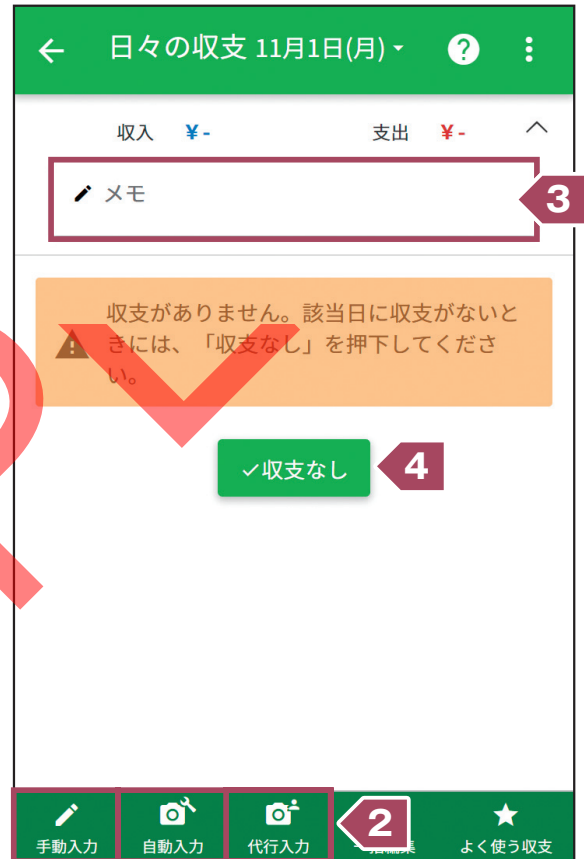 日々の収支 11月1日(月)
収入 ¥ - 支出 ¥ -
メモ
3
収支がありません。該当日に収支がないと
きには、「収支なし」を押下してくださ
い。
✓収支なし
4
手動入力 自動入力 代行入力 2 よく使う収支